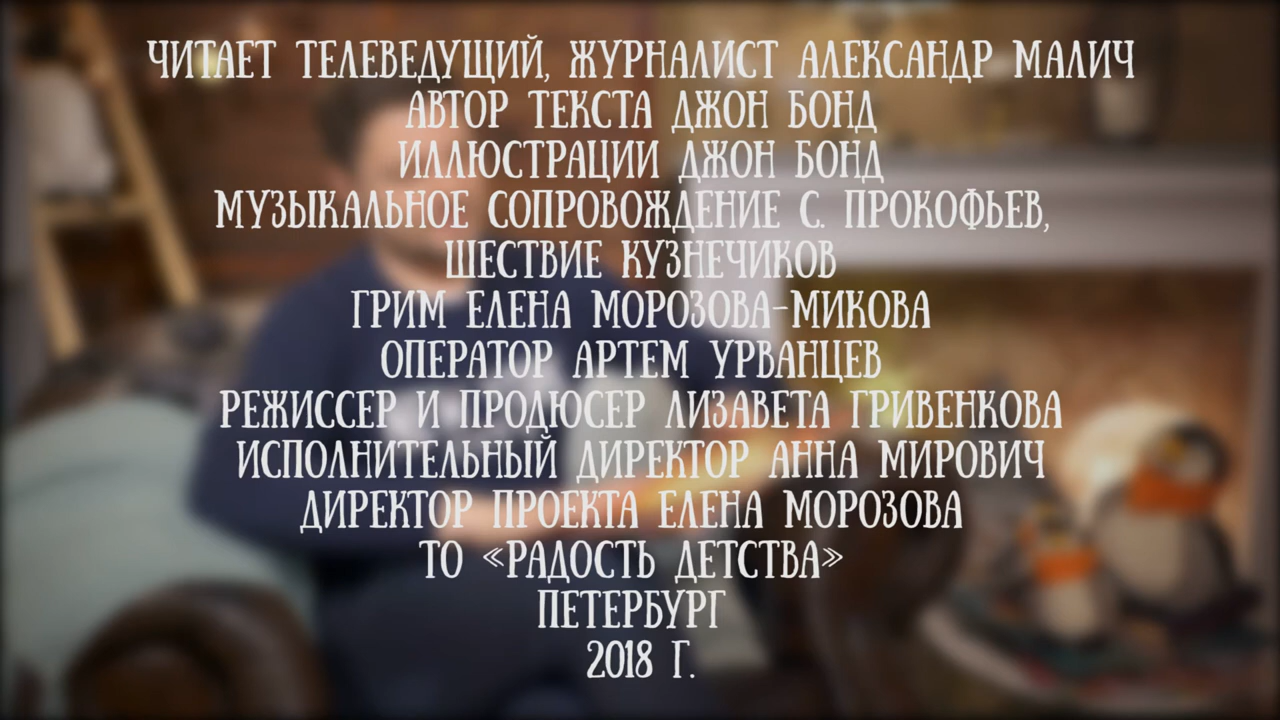 ЧИТАЕТ ТЕЛЕВЕДУЩИЙ, ЖУРНАЛИСТ АЛЕКСАНДР МАЛИЧ
АВТОР ТЕКСТА ДЖОН БОНД
ИЛЛЮСТРАЦИИ ДЖОН БОНД
МУЗЫКАЛЬНОЕ СОПРОВОЖДЕНИЕ С. ПРОКОФЬЕВ,
ШЕСТВИЕ КУЗНЕЧИКОВ
ГРИМ ЕЛЕНА МОРОЗОВА-МИКОВА
ОПЕРАТОР АРТЕМ УРВАНЦЕВ
РЕЖИССЕР И ПРОДЮСЕР ЛИЗАВЕТА ГРИВЕНКОВА
ИСПОЛНИТЕЛЬНЫЙ ДИРЕКТОР АННА МИРОВИЧ
ДИРЕКТОР ПРОЕКТА ЕЛЕНА МОРОЗОВА
ТО «РАДОСТЬ ДЕТСТВА»
ПЕТЕРБУРГ
2018 Г.